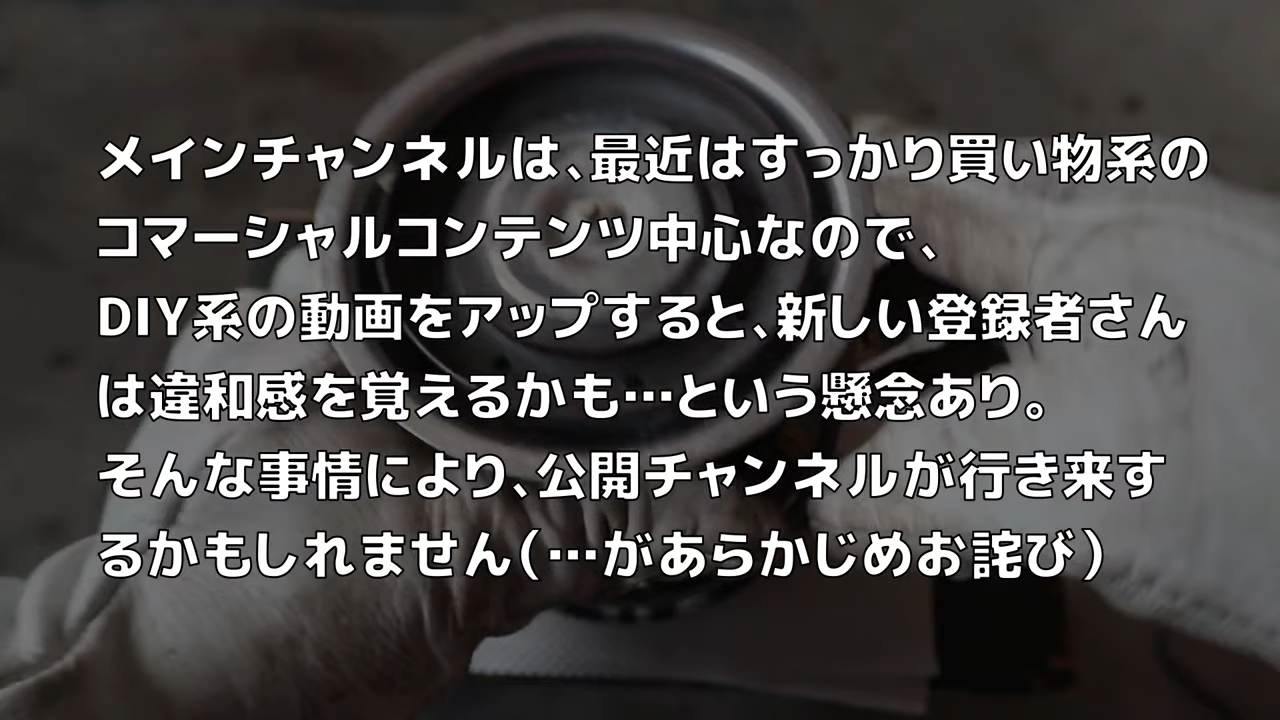 メインチャンネルは、最近はすっかり買い物系の
コマーシャルコンテンツ中心なので、
DIY系の動画をアップすると、新しい登録者さん
は違和感を覚えるかも…という懸念あり。
そんな事情により、公開チャンネルが行き来す
るかもしれません(…があらかじめお詫び)